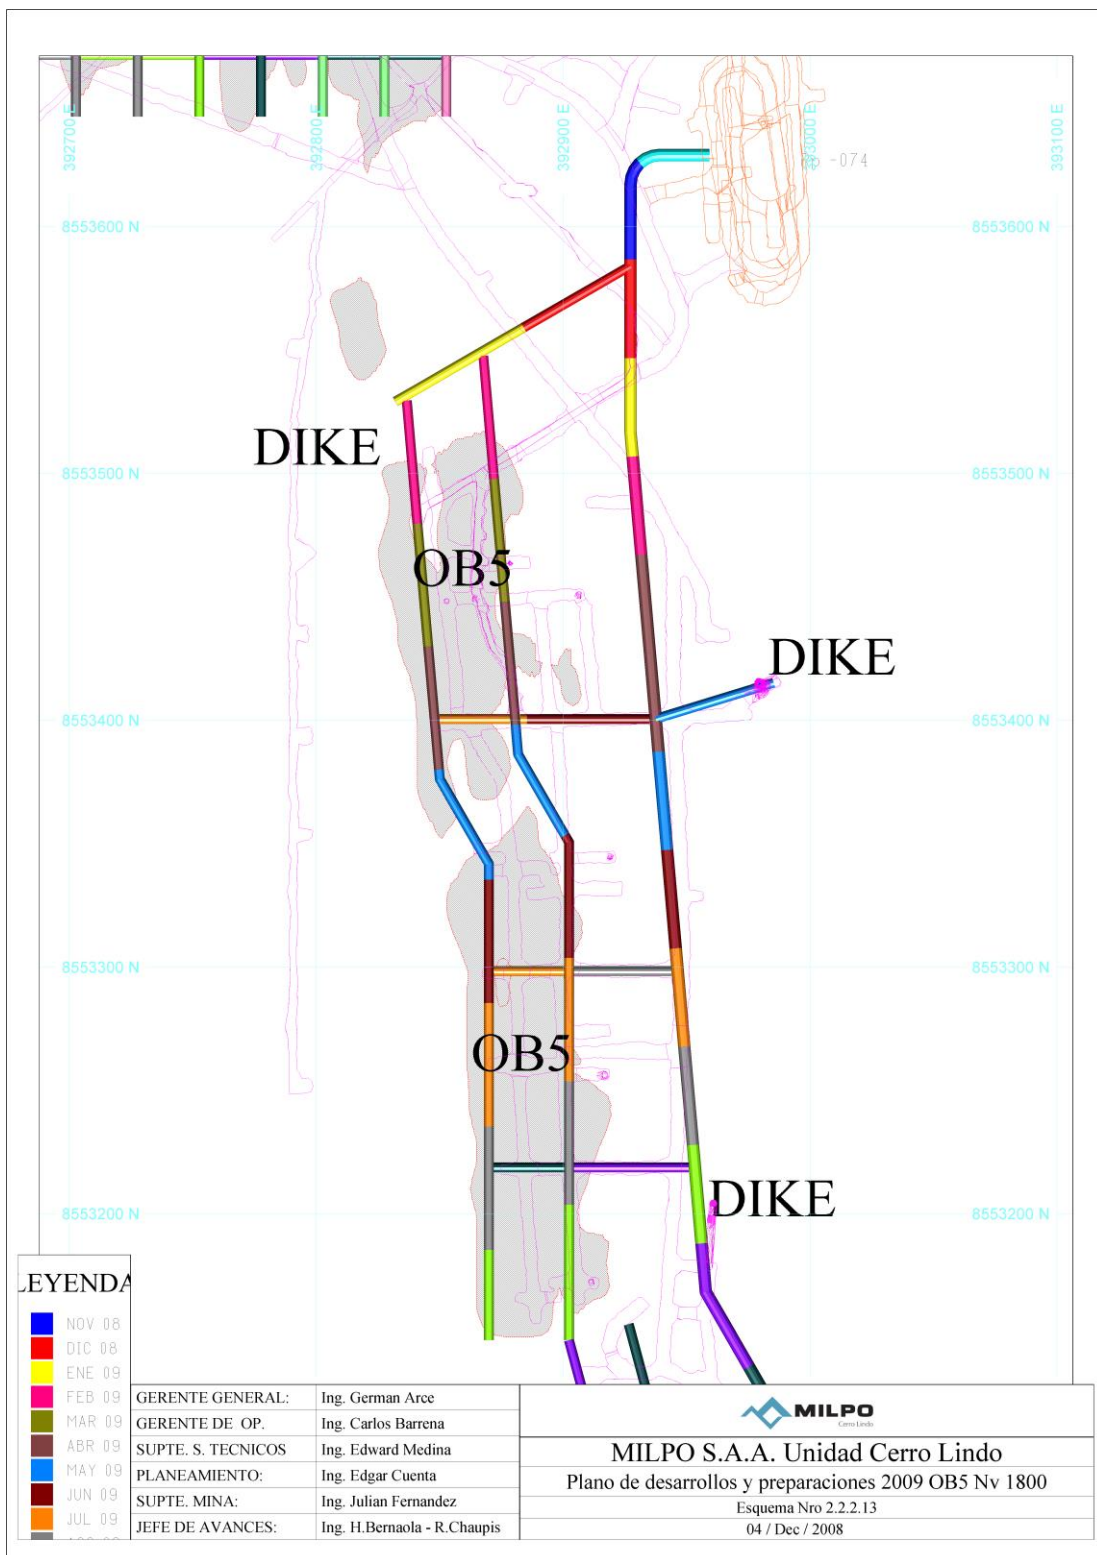 392700 E
392800 E
392900 E
393000 E
393100 E
-074
8553600 N
8553600 N
DIKE
8553500 N
8553500 N
OB5
DIKE
8553400 N
8553400 N
8553300 N
8553300 N
OB5
DIKE
8553200 N
8553200 N
LEYENDA
NOV 08
DIC 08
ENE 09
FEB 09
MAR 09
ABR 09
MAY 09
JUN 09
JUL 09
GERENTE GENERAL: Ing. German Arce
GERENTE DE OP. Ing. Carlos Barrena
SUPTE. S. TECNICOS Ing. Edward Medina
PLANEAMIENTO: Ing. Edgar Cuenta
SUPTE. MINA: Ing. Julian Fernandez
JEFE DE AVANCES: Ing. H.Bernaola - R.Chaupis
MILPO
Cerro Lindo
MILPO S.A.A. Unidad Cerro Lindo
Plano de desarrollos y preparaciones 2009 OB5 Nv 1800
Esquema Nro 2.2.2.13
04 / Dec / 2008